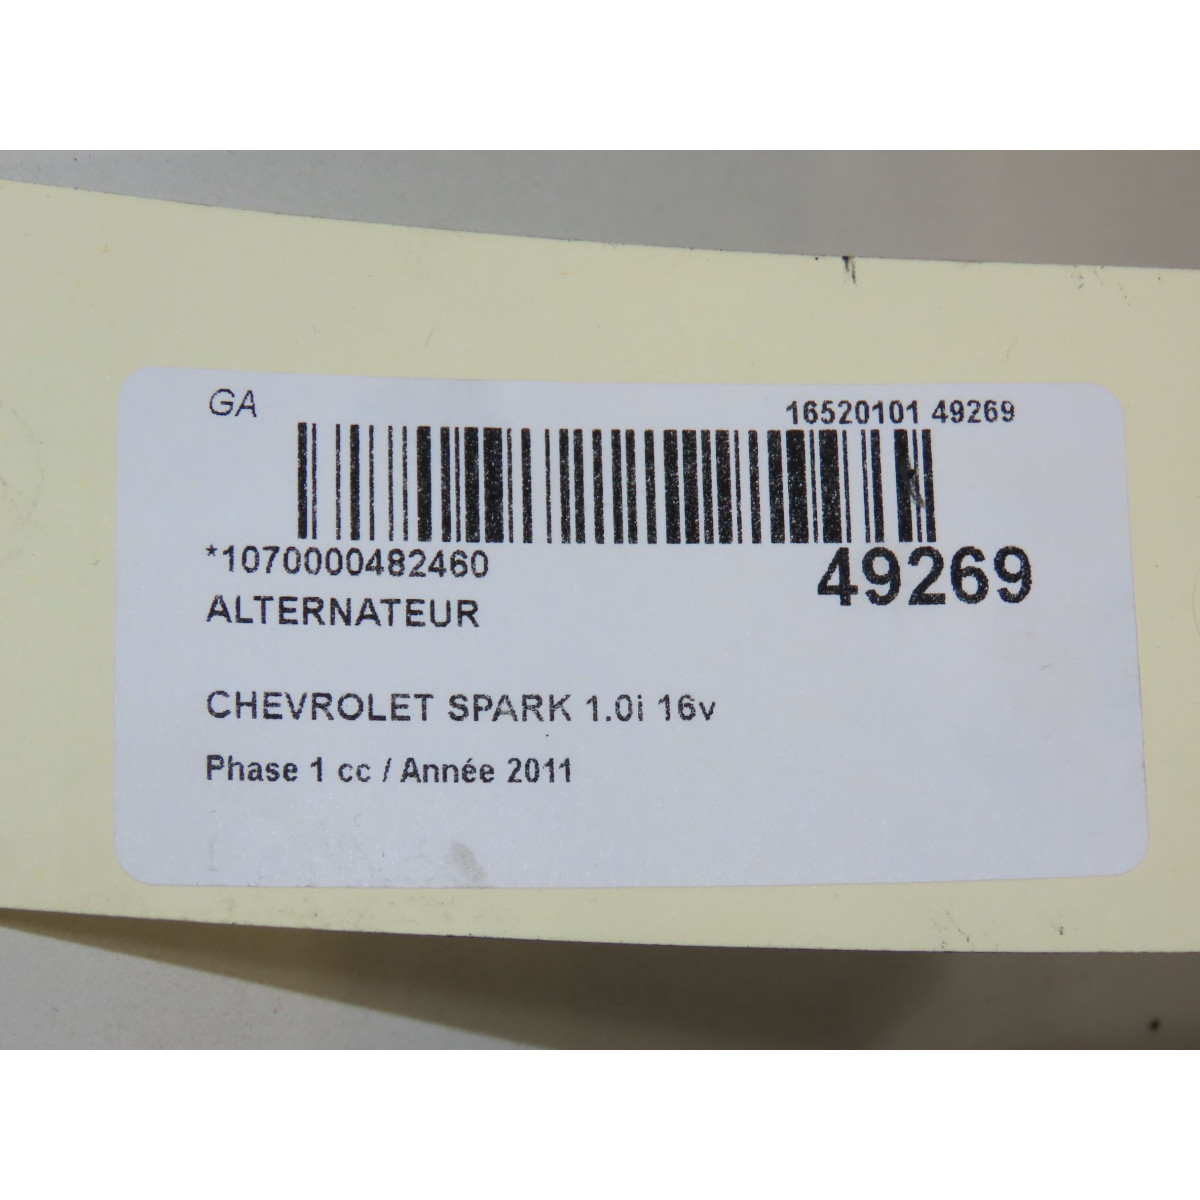 GA
16520101 49269
*1070000482460
49269
ALTERNATEUR
CHEVROLET SPARK 1.0i 16v
Phase 1 cc / Année 2011